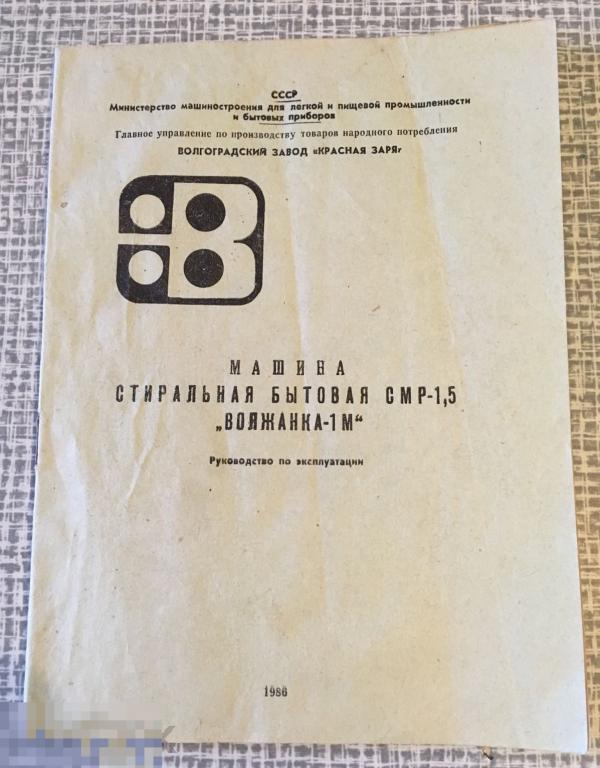 СССР
Министерство машиностроения для легкой и пищевой промышленности
и бытовых приборов
Главное управление по производству товаров народного потребления
ВОЛГОГРАДСКИЙ ЗАВОД «КРАСНАЯ ЗАРЯ»
МАШИНА
СТИРАЛЬНАЯ БЫТОВАЯ СМР-1,5
„ВОЛЖАНКА-1М“
Руководство по эксплуатации
1986